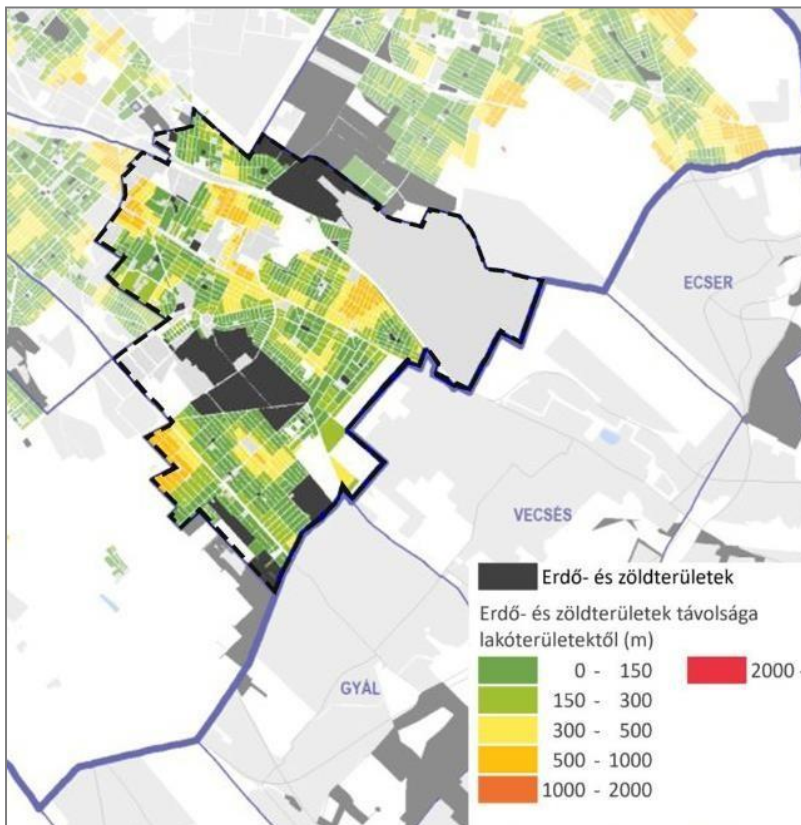 ECSER
VECSÉS
GYÁL
Erdő- és zöldterületek
Erdő- és zöldterületek távolsága
lakóterületektől (m)
0 - 150
2000 -
150 - 300
300 - 500
500 - 1000
1000 - 2000